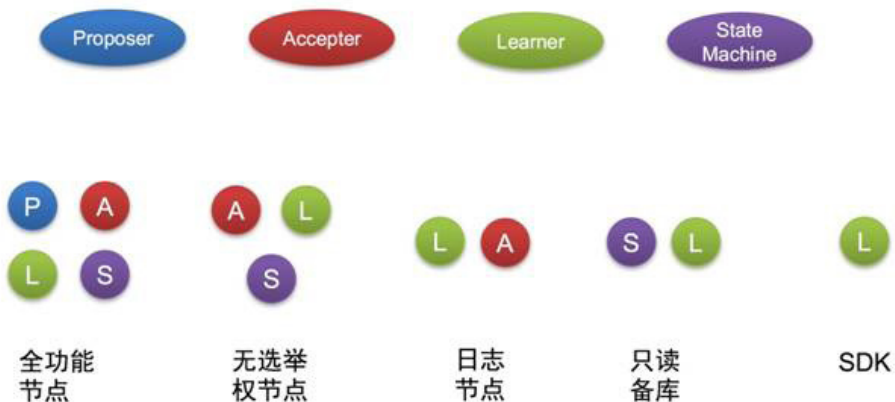 Proposer
Accepter
Learner
State
Machine
P
A
A
L
L
A
S
L
L
L
S
S
全功能
节点
无选举
权节点
日志
节点
只读
备库
SDK